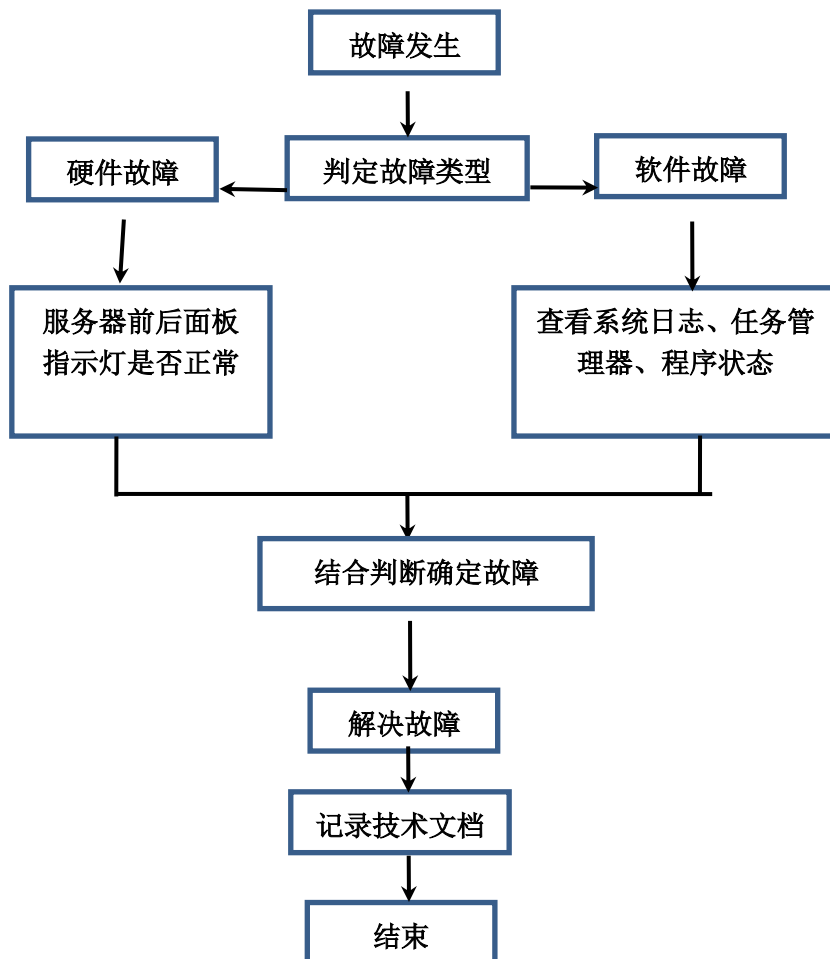 故障发生
硬件故障
判定故障类型
软件故障
服务器前后面板
指示灯是否正常
查看系统日志、任务管
理器、程序状态
结合判断确定故障
解决故障
记录技术文档
结束